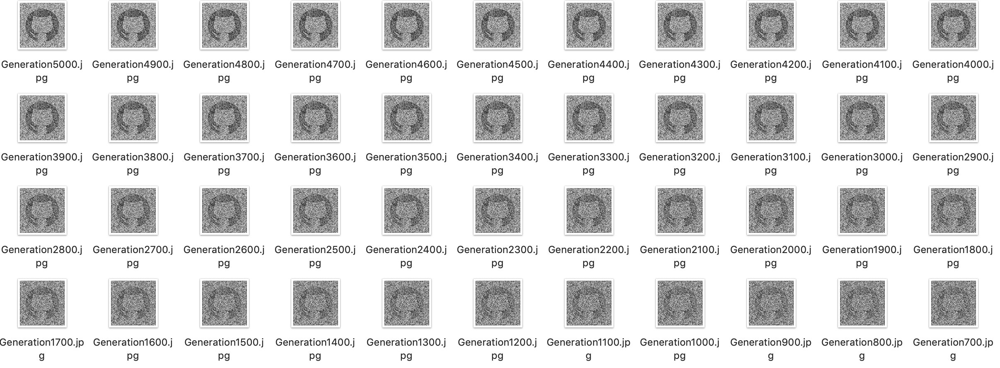 Generation5000.j Generation4900.j Generation4800.j Generation4700.j Generation4600.j Generation4500.j Generation4400.j Generation4300.j Generation4200.j Generation4100.j Generation4000.j
pg pg pg pg pg pg pg pg pg pg pg
Generation3900.j Generation3800.j Generation3700.j Generation3600.j Generation3500.j Generation3400.j Generation3300.j Generation3200.j Generation3100.j Generation3000.j Generation2900.j
pg pg pg pg pg pg pg pg pg pg pg
Generation2800.j Generation2700.j Generation2600.j Generation2500.j Generation2400.j Generation2300.j Generation2200.j Generation2100.j Generation2000.j Generation1900.j Generation1800.j
pg pg pg pg pg pg pg pg pg pg pg
Generation1700.jp Generation1600.j Generation1500.j Generation1400.j Generation1300.j Generation1200.j Generation1100.jp Generation1000.j Generation900.jp Generation800.jp Generation700.jp
g pg pg pg pg pg g pg g g g